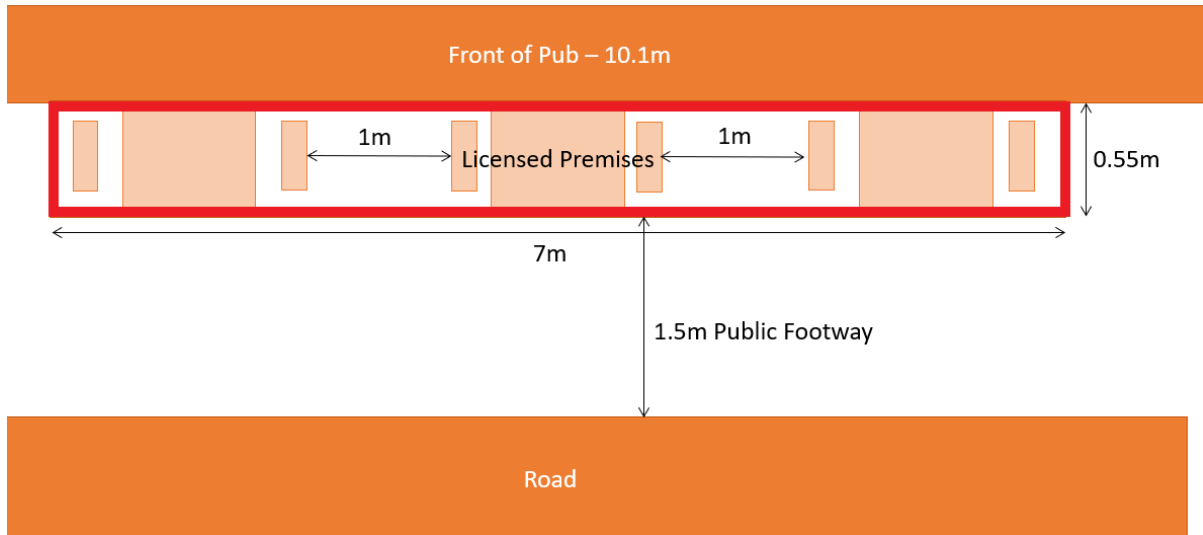 Front of Pub – 10.1m
1m
Licensed Premises
1m
0.55m
7m
1.5m Public Footway
Road